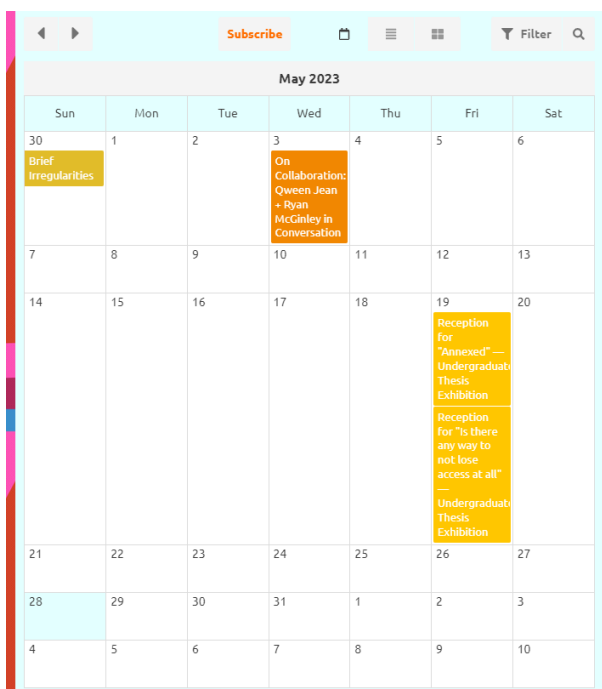 Subscribe Filter
May 2023
Sun Mon Tue Wed Thu Fri Sat
30 1 2 3 4 5 6
Brief
Irregularities
On
Collaboration:
Qween Jean
+ Ryan
McGinley in
Conversation
7 8 9 10 11 12 13
14 15 16 17 18 19 20
Reception
for
"Annexed" —
Undergraduat
Thesis
Exhibition
Reception
for "Is there
any way to
not lose
access at all"
—
Undergraduat
Thesis
Exhibition
21 22 23 24 25 26 27
28 29 30 31 1 2 3
4 5 6 7 8 9 10